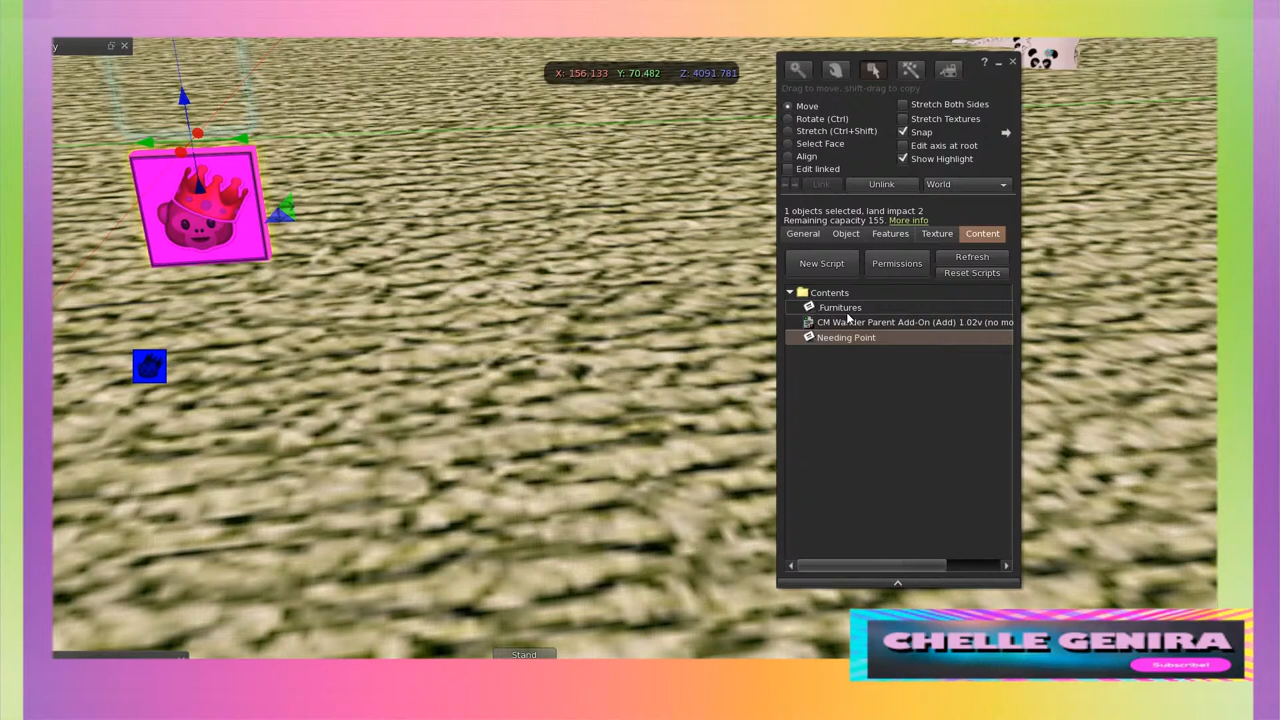 y
X: 156.133 Y: 70.482 Z: 4091.781
Drag to move, shift-drag to copy
Move
Rotate (Ctrl)
Stretch (Ctrl+Shift)
Select Face
Align
Edit linked
Stretch Both Sides
Stretch Textures
Snap
Edit axis at root
Show Highlight
Link
Unlink
World
1 objects selected, land impact 2
Remaining capacity 155. More info
General Object Features Texture Content
New Script
Permissions
Refresh
Reset Scripts
Contents
.Furnitures
CM Wander Parent Add-On (Add) 1.02v (no mo
Needing Point
Stand
CHELLE GENIRA
Subscribe!